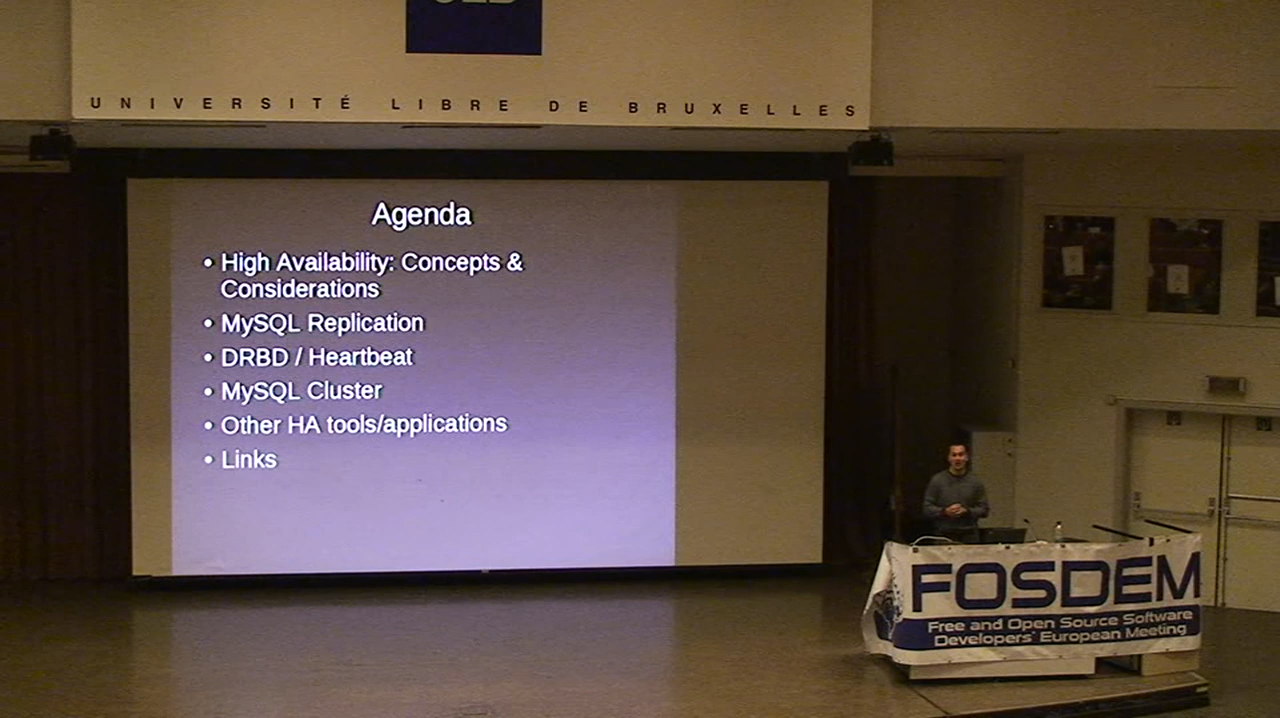 UNIVERSITÉ LIBRE DE BRUXELLES
Agenda
• High Availability: Concepts &
Considerations
• MySQL Replication
• DRBD / Heartbeat
• MySQL Cluster
• Other HA tools/applications
• Links
FOSDEM
Free and Open Source Software
Developers' European Meeting